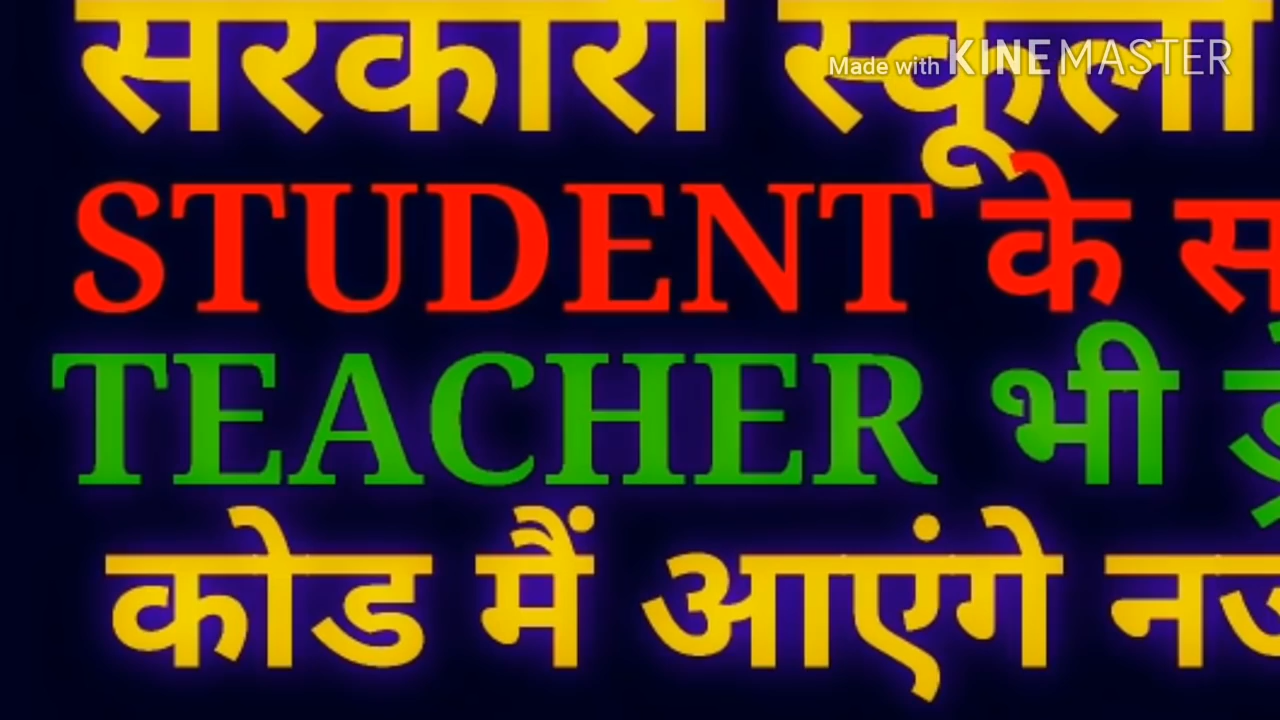 सरकारी स्कूलों
Made with KINEMASTER
STUDENT के
TEACHER भी
कोड मैं आएंगे